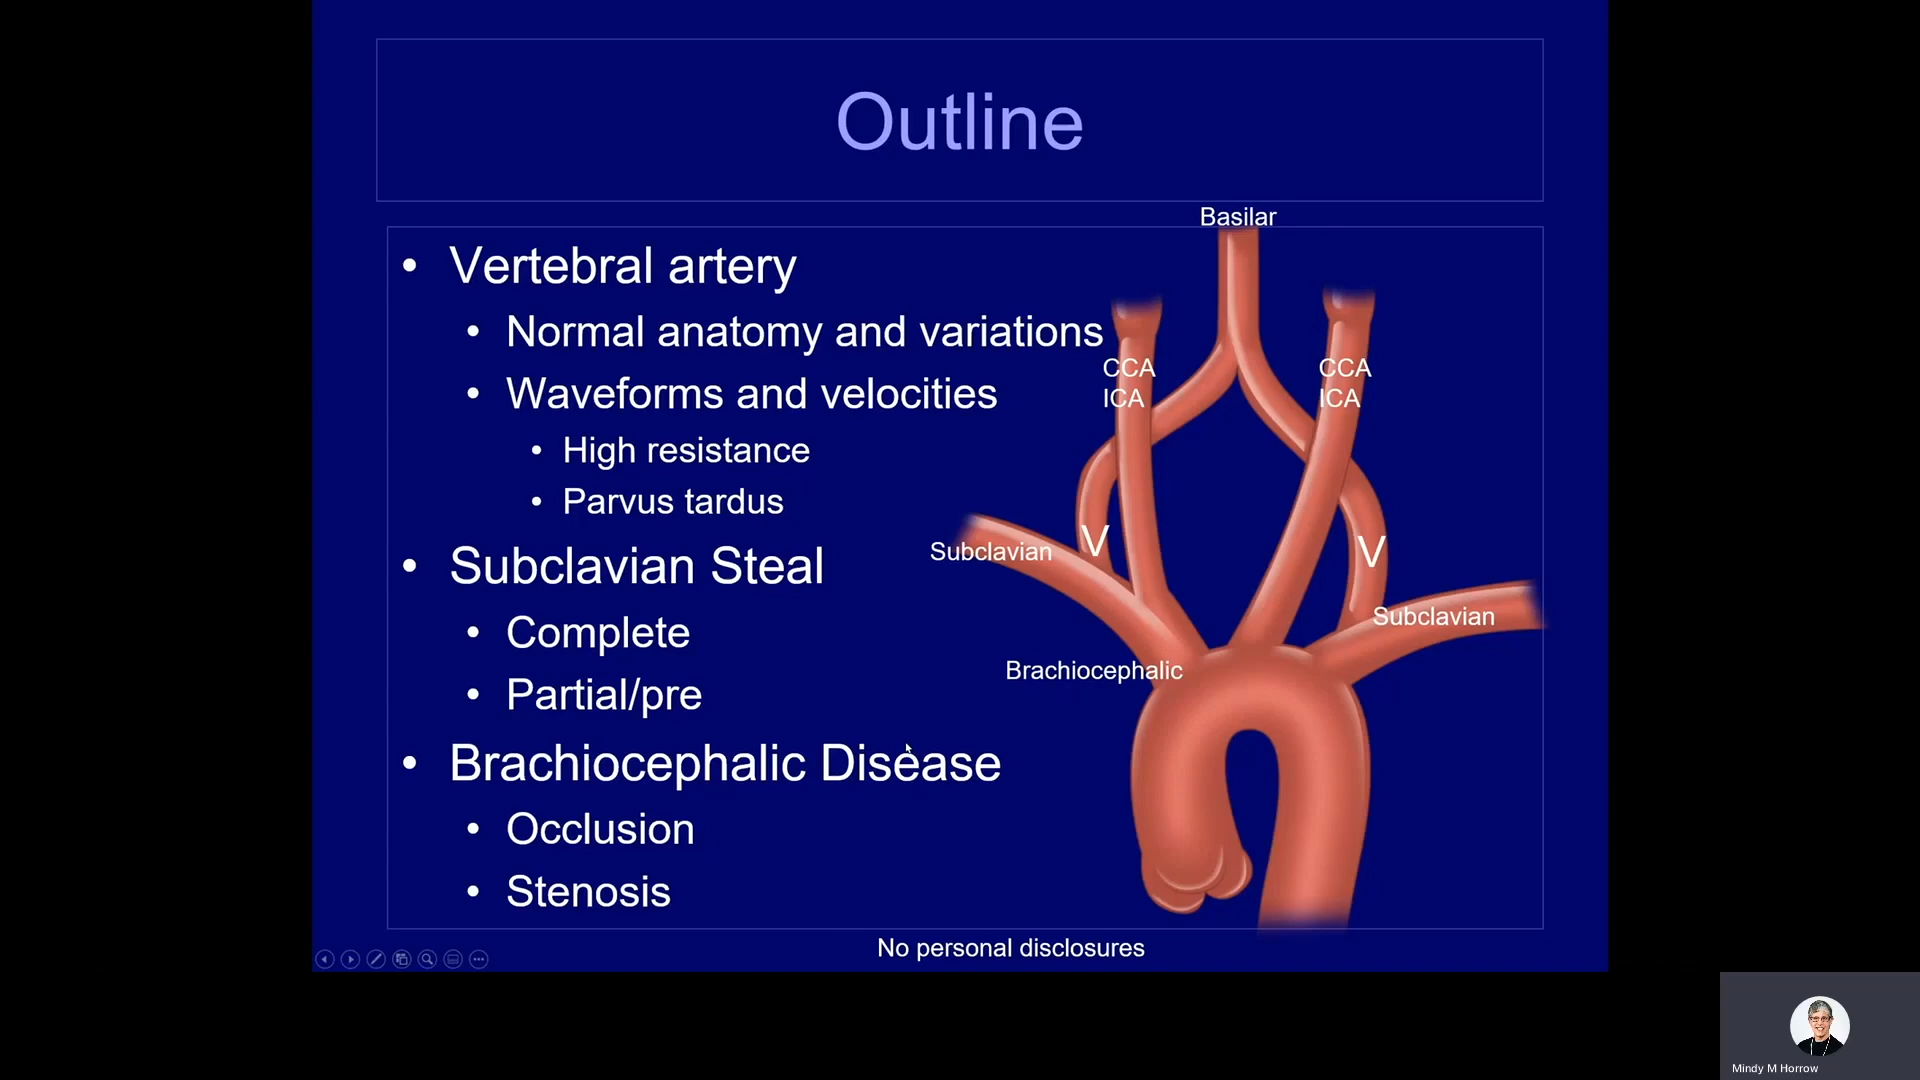 Outline
Basilar
• Vertebral artery
• Normal anatomy and variations
• Waveforms and velocities
• High resistance
• Parvus tardus
• Subclavian Steal
• Complete
• Partial/pre
• Brachiocephalic Disease
• Occlusion
• Stenosis
CCA
ICA
CCA
ICA
V
V
Subclavian
Subclavian
Brachiocephalic
No personal disclosures
Mindy M Horrow